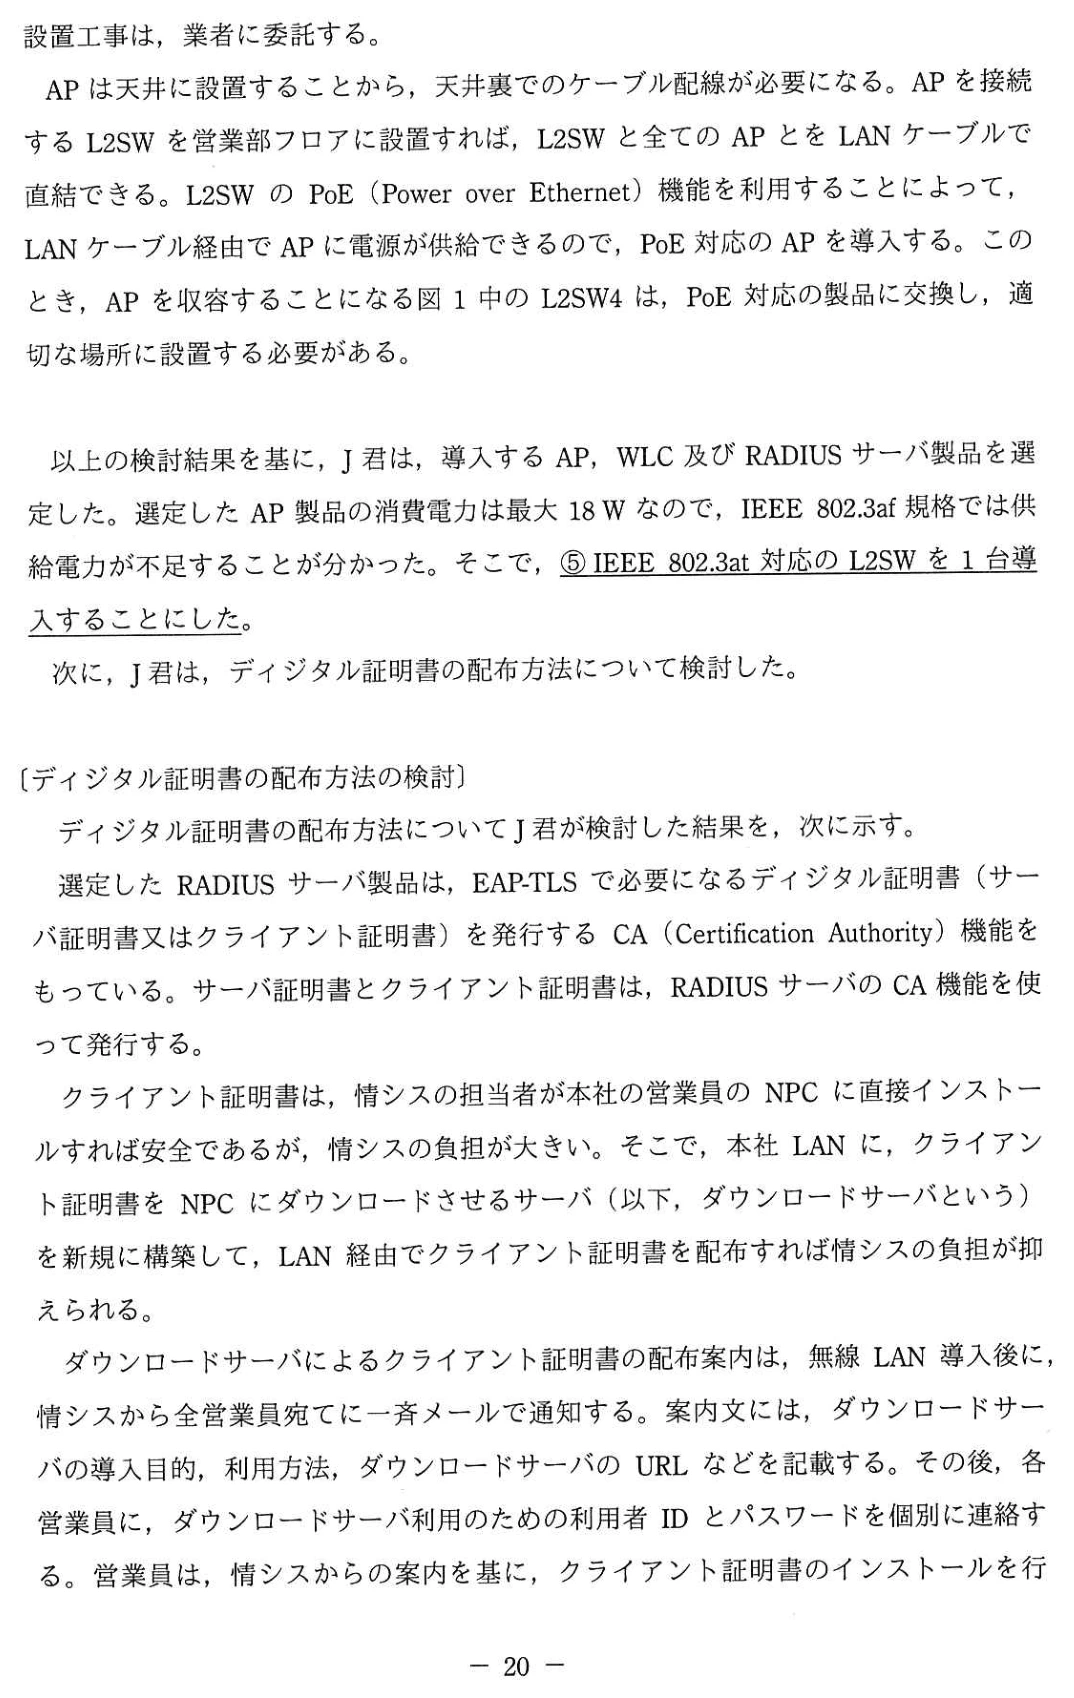 設置工事は，業者に委託する。
AP は天井に設置することから，天井裏でのケーブル配線が必要になる。AP を接続
する L2SW を営業部フロアに設置すれば，L2SW と全ての AP とを LAN ケーブルで
直結できる。L2SW の PoE（Power over Ethernet）機能を利用することによって，
LAN ケーブル経由で AP に電源が供給できるので，PoE 対応の AP を導入する。この
とき，AP を収容することになる図 1 中の L2SW4 は，PoE 対応の製品に交換し，適
切な場所に設置する必要がある。
以上の検討結果を基に，J 君は，導入する AP，WLC 及び RADIUS サーバ製品を選
定した。選定した AP 製品の消費電力は最大 18 W なので，IEEE 802.3af 規格では供
給電力が不足することが分かった。そこで，⑤ IEEE 802.3at 対応の L2SW を 1 台導
入することにした。
次に，J 君は，ディジタル証明書の配布方法について検討した。
〔ディジタル証明書の配布方法の検討〕
ディジタル証明書の配布方法について J 君が検討した結果を，次に示す。
選定した RADIUS サーバ製品は，EAP-TLS で必要になるディジタル証明書（サー
バ証明書又はクライアント証明書）を発行する CA（Certification Authority）機能を
もっている。サーバ証明書とクライアント証明書は，RADIUS サーバの CA 機能を使
って発行する。
クライアント証明書は，情シスの担当者が本社の営業員の NPC に直接インストー
ルすれば安全であるが，情シスの負担が大きい。そこで，本社 LAN に，クライアン
ト証明書を NPC にダウンロードさせるサーバ（以下，ダウンロードサーバという）
を新規に構築して，LAN 経由でクライアント証明書を配布すれば情シスの負担が抑
えられる。
ダウンロードサーバによるクライアント証明書の配布案内は，無線 LAN 導入後に，
情シスから全営業員宛てに一斉メールで通知する。案内文には，ダウンロードサー
バの導入目的，利用方法，ダウンロードサーバの URL などを記載する。その後，各
営業員に，ダウンロードサーバ利用のための利用者 ID とパスワードを個別に連絡す
る。営業員は，情シスからの案内を基に，クライアント証明書のインストールを行
－ 20 －